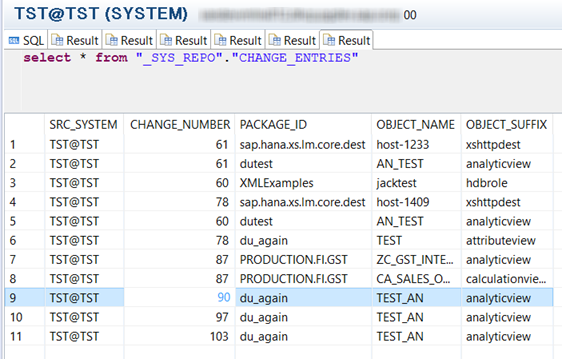 TST@TST (SYSTEM) 00
SQL Result Result Result Result Result Result
select * from "_SYS_REPO"."CHANGE_ENTRIES"
SRC_SYSTEM CHANGE_NUMBER PACKAGE_ID OBJECT_NAME OBJECT_SUFFIX
1 TST@TST 61 sap.hana.xs.lm.core.dest host-1233 xshttpdest
2 TST@TST 61 dutest AN_TEST analyticview
3 TST@TST 60 XMLExamples jacktest hdbrole
4 TST@TST 78 sap.hana.xs.lm.core.dest host-1409 xshttpdest
5 TST@TST 60 dutest AN_TEST analyticview
6 TST@TST 78 du_again TEST attributeview
7 TST@TST 87 PRODUCTION.FI.GST ZC_GST_INTE... analyticview
8 TST@TST 87 PRODUCTION.FI.GST CA_SALES_O... calculationvie...
9 TST@TST 90 du_again TEST_AN analyticview
10 TST@TST 97 du_again TEST_AN analyticview
11 TST@TST 103 du_again TEST_AN analyticview